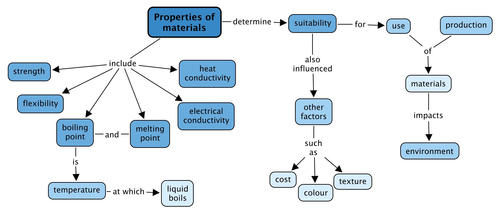 Properties of
materials
determine
suitability
for
use
production
of
include
strength
heat
conductivity
flexibility
electrical
conductivity
boiling
point
and
melting
point
is
temperature
at which
liquid
boils
also
influenced
other
factors
such
as
cost
colour
texture
materials
impacts
environment